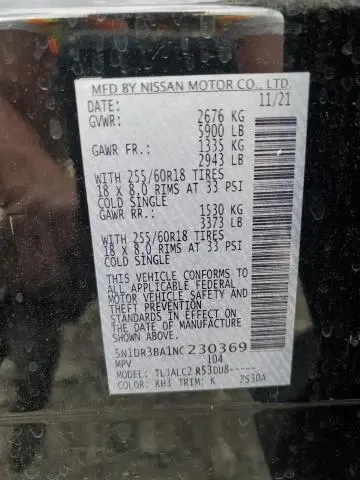 MFD BY NISSAN MOTOR CO., LTD.
DATE: 11/21
GVWR: 2676 KG
5900 LB
GAWR FR.: 1335 KG
2943 LB
WITH 255/60R18 TIRES
18 X 8.0 RIMS AT 33 PSI
COLD SINGLE
GAWR RR.: 1530 KG
3373 LB
WITH 255/60R18 TIRES
18 X 8.0 RIMS AT 33 PSI
COLD SINGLE
THIS VEHICLE CONFORMS TO
ALL APPLICABLE FEDERAL
MOTOR VEHICLE SAFETY
AND THEFT PREVENTION
STANDARDS IN EFFECT ON THE
DATE OF MANUFACTURE
SHOWN ABOVE.
5N1DR3BA1NC230369
MPV 104
MODEL: TLJALC2 R53DU8-----
COLOR: KH3 TRIM: K ZS30A